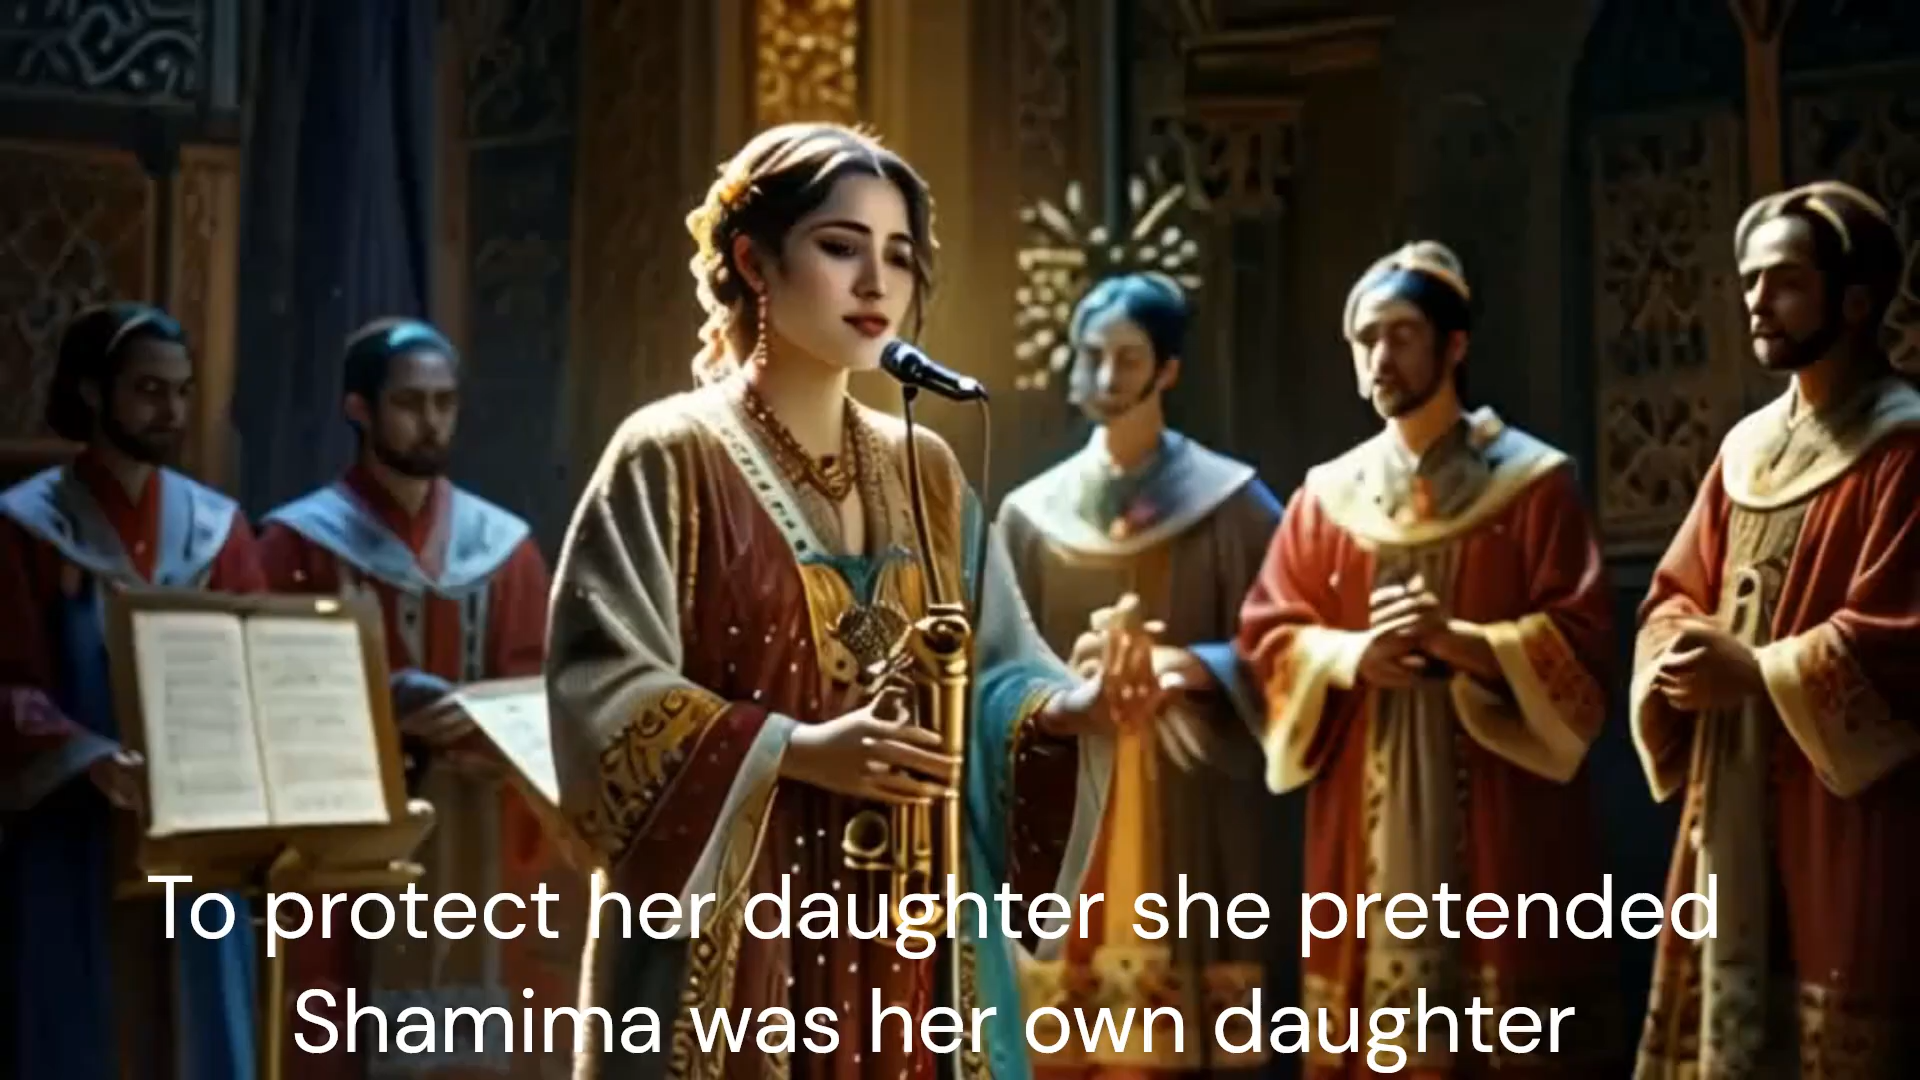 To protect her daughter she pretended
Shamima was her own daughter